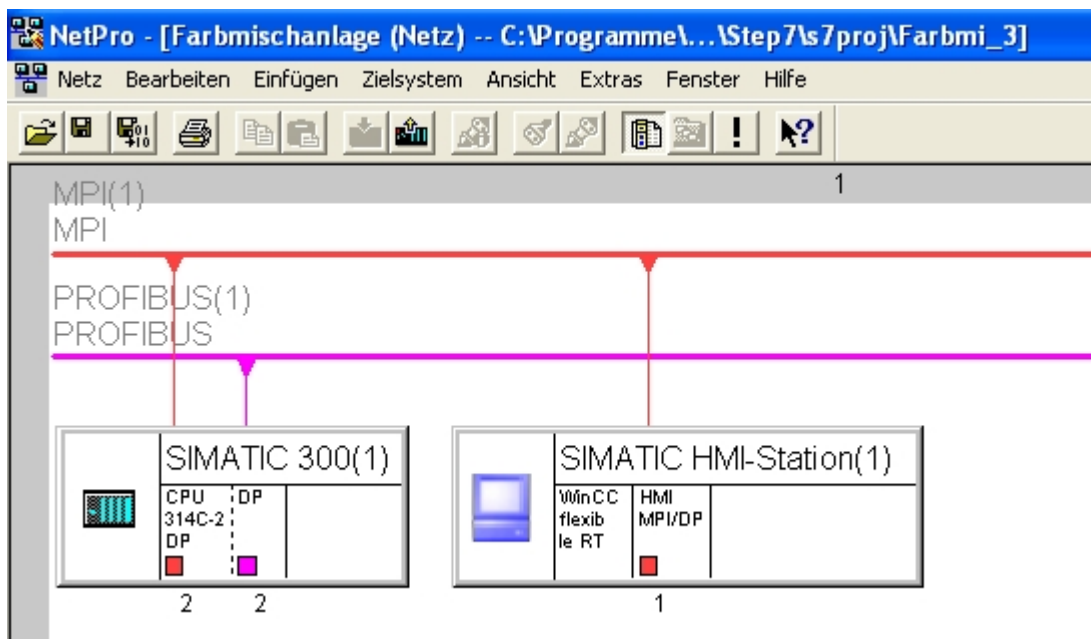 NetPro - [Farbmischanlage (Netz) -- C:\Programme\...\Step7\s7proj\Farbmi_3]
Netz Bearbeiten Einfügen Zielsystem Ansicht Extras Fenster Hilfe
1
MPI(1)
MPI
PROFIBUS(1)
PROFIBUS
SIMATIC 300(1)
CPU
314C-2
DP
DP
2
2
SIMATIC HMI-Station(1)
WinCC
flexib
le RT
HMI
MPI/DP
1